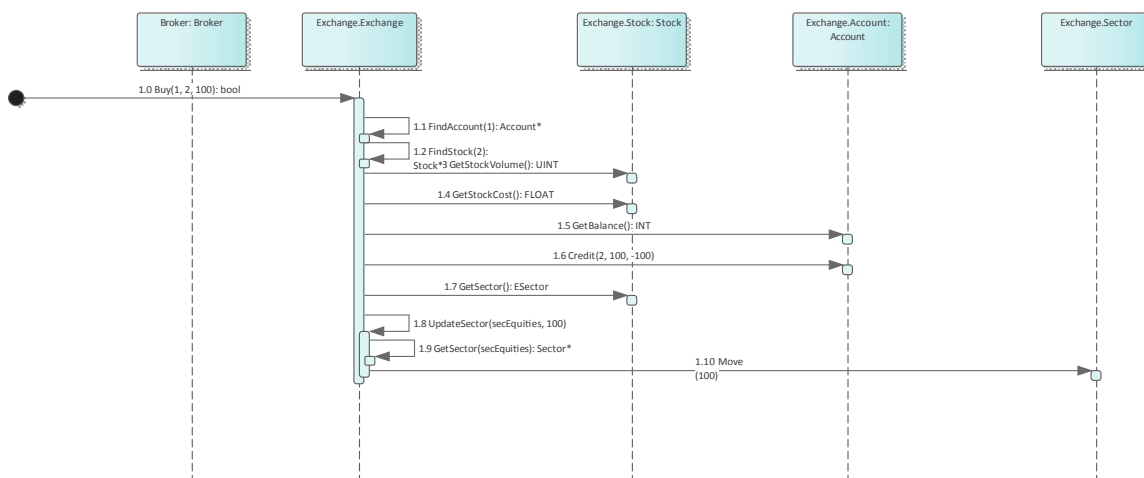 Broker: Broker
Exchange.Exchange
Exchange.Stock: Stock
Exchange.Account:
Account
Exchange.Sector
1.0 Buy(1, 2, 100): bool
1.1 FindAccount(1): Account*
1.2 FindStock(2):
Stock*3 GetStockVolume(): UINT
1.4 GetStockCost(): FLOAT
1.5 GetBalance(): INT
1.6 Credit(2, 100, -100)
1.7 GetSector(): ESector
1.8 UpdateSector(secEquities, 100)
1.9 GetSector(secEquities): Sector*
1.10 Move
(100)